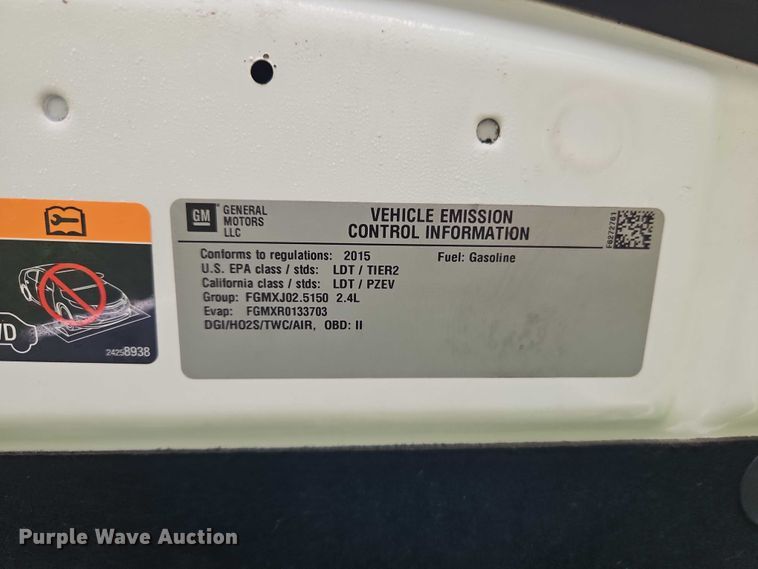 GM
GENERAL MOTORS LLC
VEHICLE EMISSION
CONTROL INFORMATION
F6272761
Conforms to regulations: 2015 Fuel: Gasoline
U.S. EPA class / stds: LDT / TIER2
California class / stds: LDT / PZEV
Group: FGMXJ02.5150 2.4L
Evap: FGMXR0133703
DGI/HO2S/TWC/AIR, OBD: II
WD
24258938
Purple Wave Auction